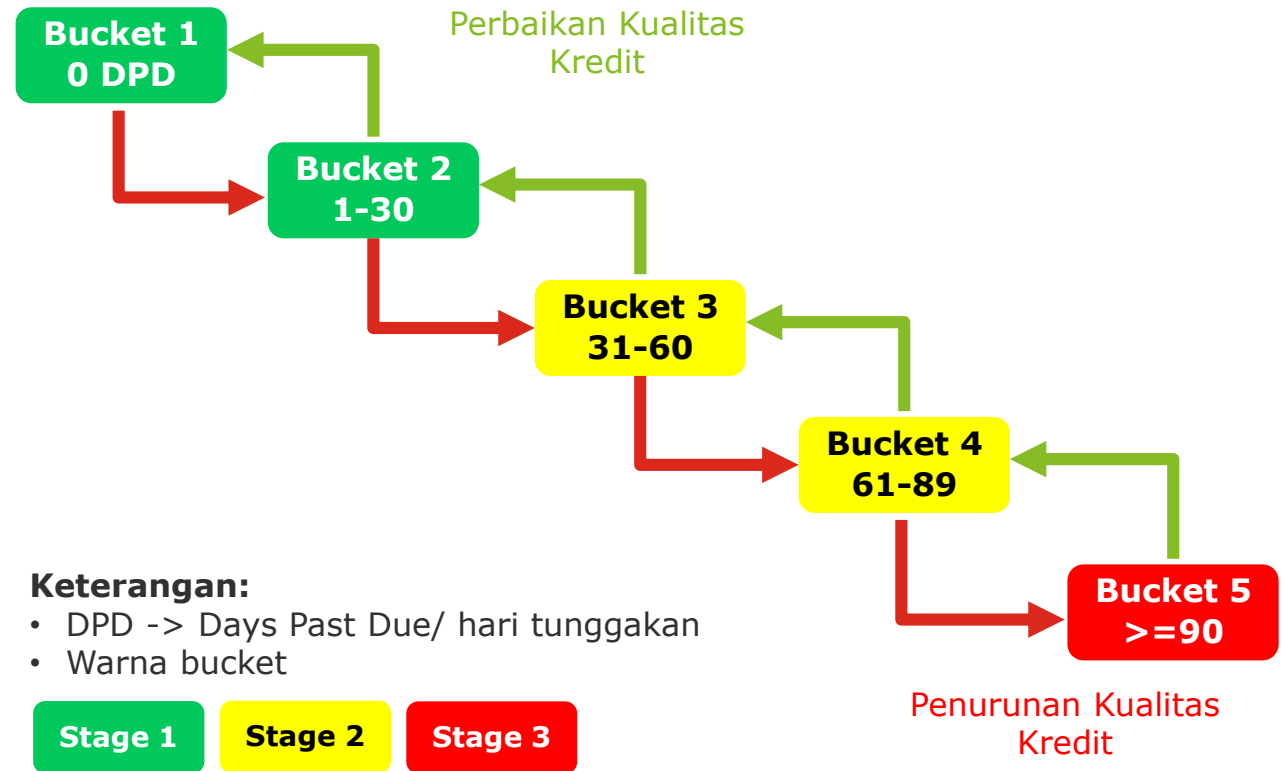 Perbaikan Kualitas
Kredit
Bucket 1
0 DPD
Bucket 2
1-30
Bucket 3
31-60
Bucket 4
61-89
Bucket 5
>=90
Penurunan Kualitas
Kredit
Keterangan:
• DPD -> Days Past Due/ hari tunggakan
• Warna bucket
Stage 1
Stage 2
Stage 3